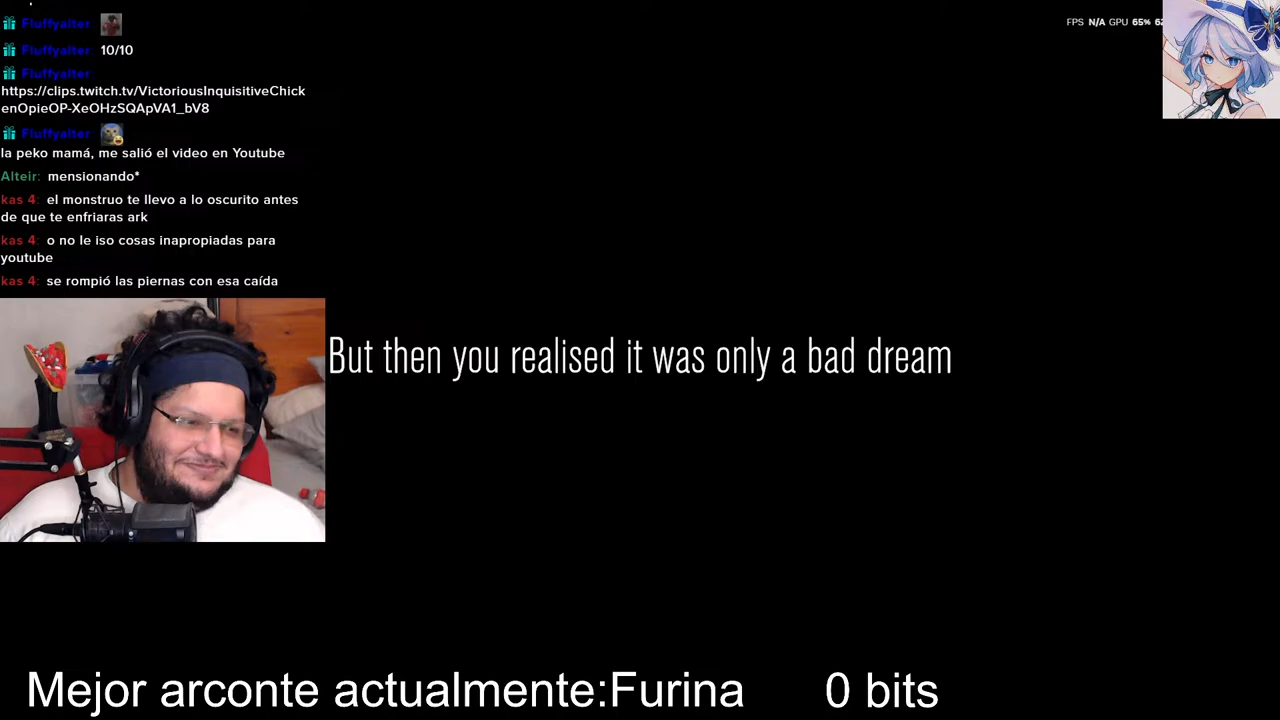 Fluffyalter
Fluffyalter: 10/10
Fluffyalter:
https://clips.twitch.tv/VictoriousInquisitiveChick
enOpieOP-XeOHzSQApVA1_bV8
Fluffyalter:
la peko mamá, me salió el video en Youtube
Alteir: mensionando*
kas 4: el monstruo te llevo a lo oscurito antes
de que te enfriaras ark
kas 4: o no le iso cosas inapropiadas para
youtube
kas 4: se rompió las piernas con esa caída
FPS N/A GPU 65%
But then you realised it was only a bad dream
Mejor arconte actualmente:Furina 0 bits